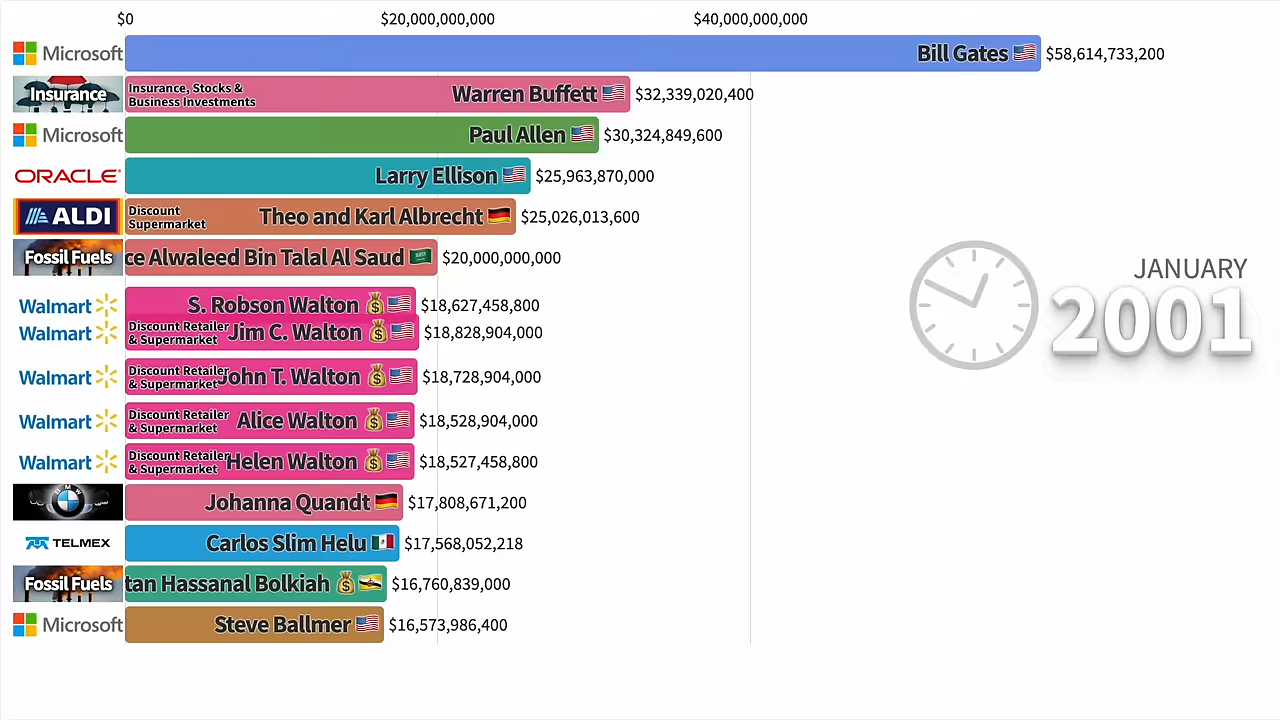 $0 $20,000,000,000 $40,000,000,000
Microsoft Bill Gates $58,614,733,200
Insurance Insurance, Stocks & Business Investments Warren Buffett $32,339,020,400
Microsoft Paul Allen $30,324,849,600
ORACLE Larry Ellison $25,963,870,000
ALDI Discount Supermarket Theo and Karl Albrecht $25,026,013,600
Fossil Fuels ce Alwaleed Bin Talal Al Saud $20,000,000,000
Walmart S. Robson Walton $18,627,458,800
Walmart Discount Retailer & Supermarket Jim C. Walton $18,828,904,000
Walmart Discount Retailer & Supermarket John T. Walton $18,728,904,000
Walmart Discount Retailer & Supermarket Alice Walton $18,528,904,000
Walmart Discount Retailer & Supermarket Helen Walton $18,527,458,800
BMW Johanna Quandt $17,808,671,200
TELMEX Carlos Slim Helu $17,568,052,218
Fossil Fuels tan Hassanal Bolkiah $16,760,839,000
Microsoft Steve Ballmer $16,573,986,400
JANUARY
2001